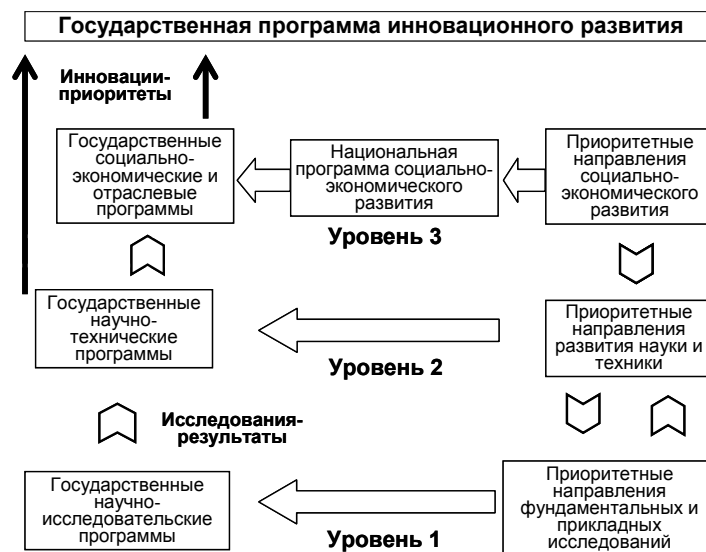 Государственная программа инновационного развития
Инновации-
приоритеты
Государственные
социально-
экономические и
отраслевые
программы
Национальная
программа социально-
экономического
развития
Приоритетные
направления
социально-
экономического
развития
Уровень 3
Государственные
научно-
технические
программы
Приоритетные
направления
развития науки и
техники
Уровень 2
Исследования-
результаты
Государственные
научно-
исследовательские
программы
Приоритетные
направления
фундаментальных и
прикладных
исследований
Уровень 1